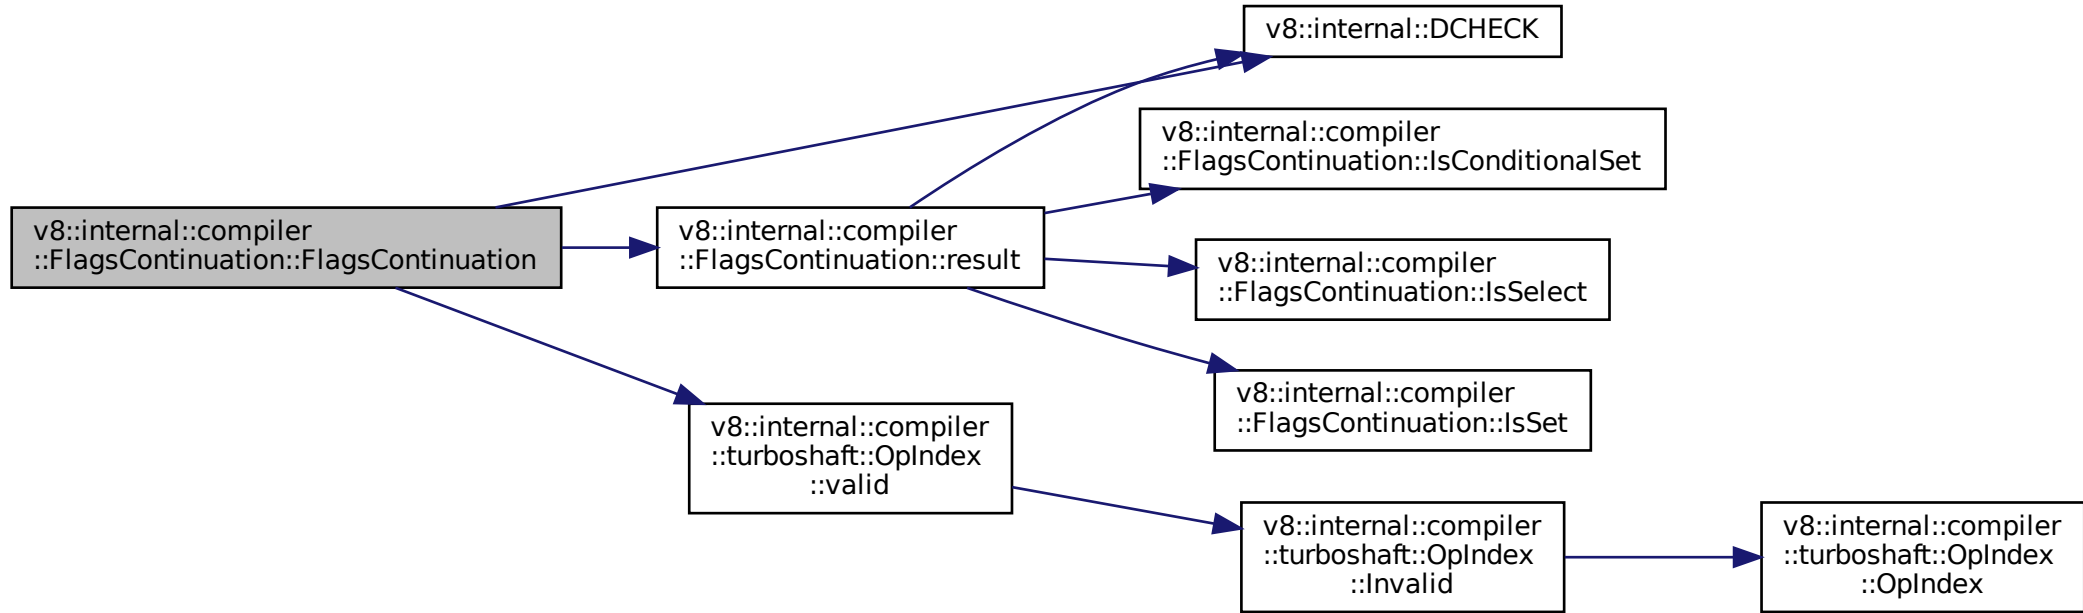 v8::internal::DCHECK
v8::internal::compiler
::FlagsContinuation::IsConditionalSet
v8::internal::compiler
::FlagsContinuation::FlagsContinuation
v8::internal::compiler
::FlagsContinuation::result
v8::internal::compiler
::FlagsContinuation::IsSelect
v8::internal::compiler
::FlagsContinuation::IsSet
v8::internal::compiler
::turboshaft::OpIndex
::valid
v8::internal::compiler
::turboshaft::OpIndex
::Invalid
v8::internal::compiler
::turboshaft::OpIndex
::OpIndex